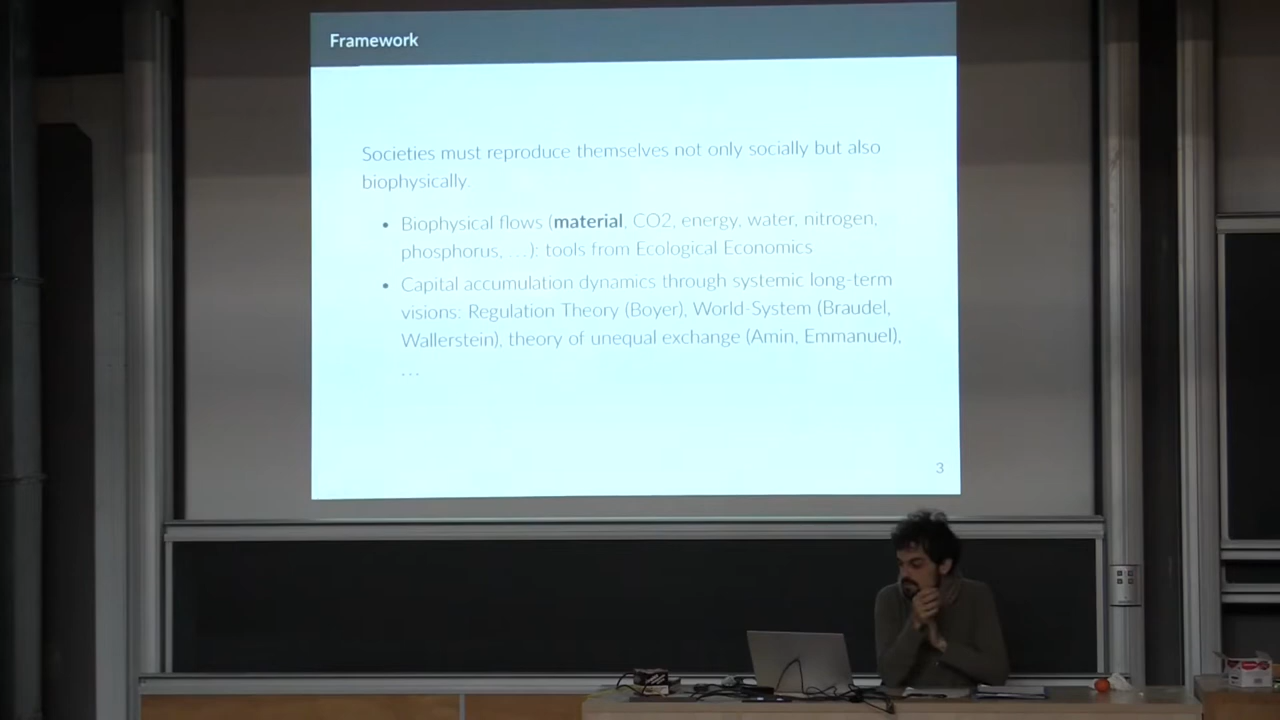 Framework
Societies must reproduce themselves not only socially but also
biophysically.
• Biophysical flows (material, CO2, energy, water, nitrogen,
phosphorus, ...): tools from Ecological Economics
• Capital accumulation dynamics through systemic long-term
visions: Regulation Theory (Boyer), World-System (Braudel,
Wallerstein), theory of unequal exchange (Amin, Emmanuel),
...
3